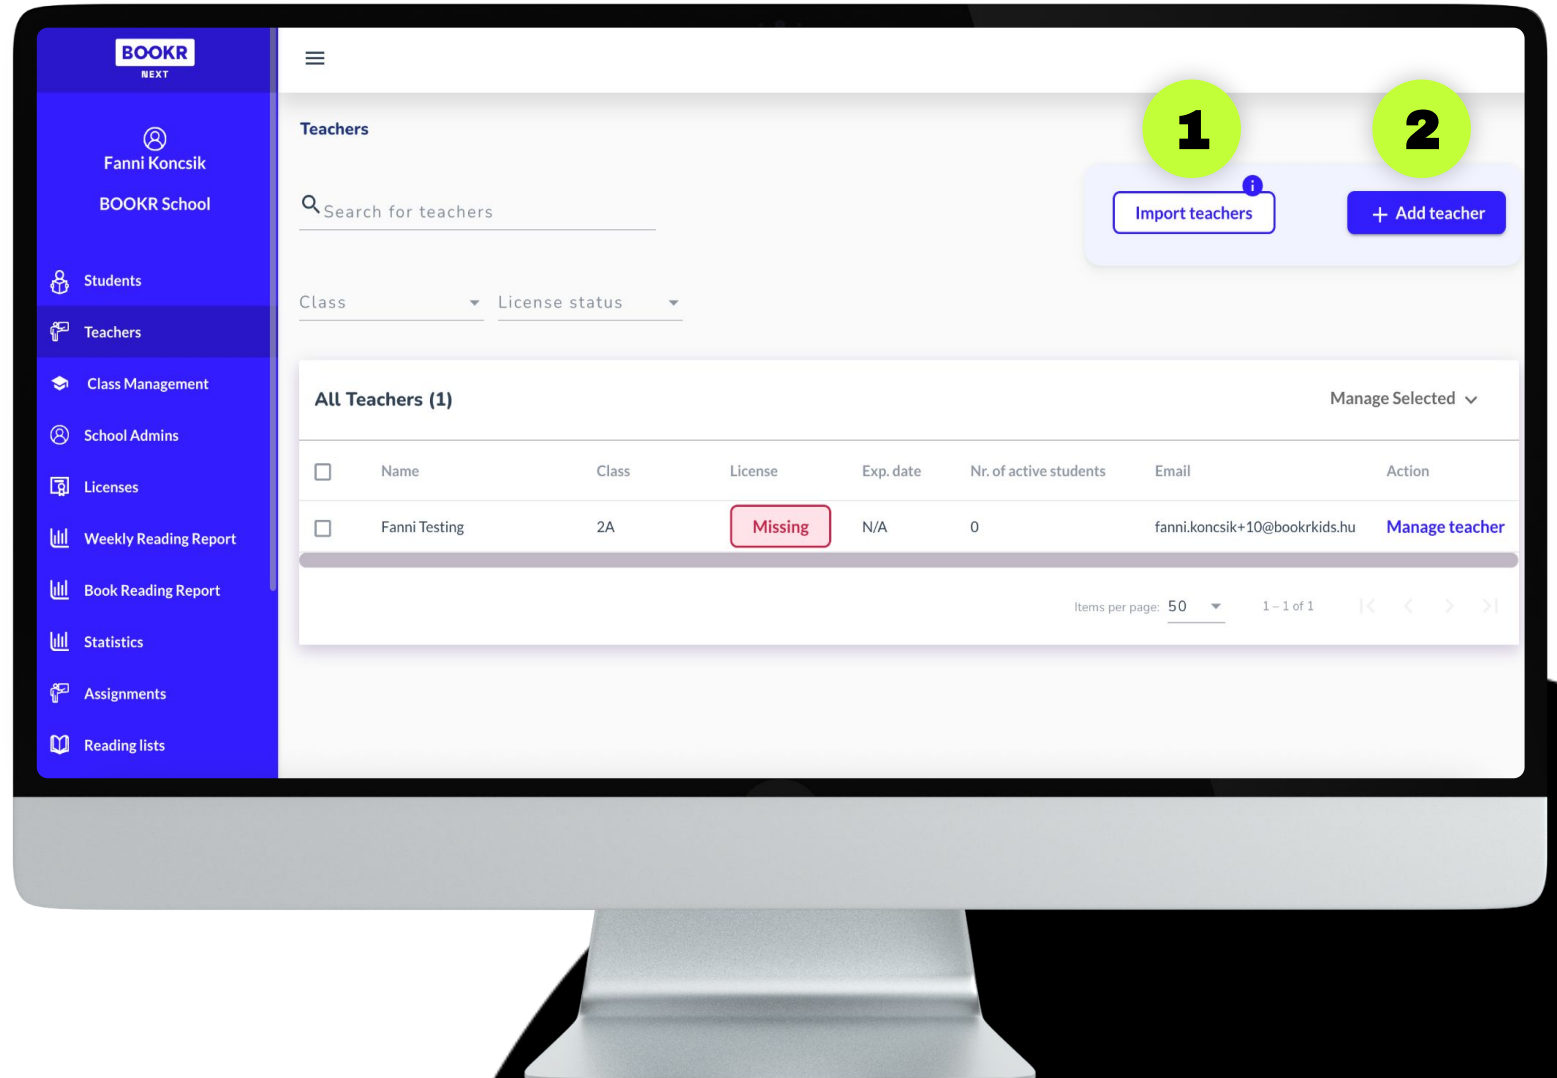 BOOKR
NEXT
Fanni Koncsik
BOOKR School
Students
Teachers
Class Management
School Admins
Licenses
Weekly Reading Report
Book Reading Report
Statistics
Assignments
Reading lists
Teachers
1
2
Search for teachers
i
Import teachers
+ Add teacher
Class
License status
All Teachers (1)
Manage Selected
Name Class License Exp. date Nr. of active students Email Action
Fanni Testing 2A Missing N/A 0 fanni.koncsik+10@bookrkids.hu Manage teacher
Items per page: 50 1 – 1 of 1